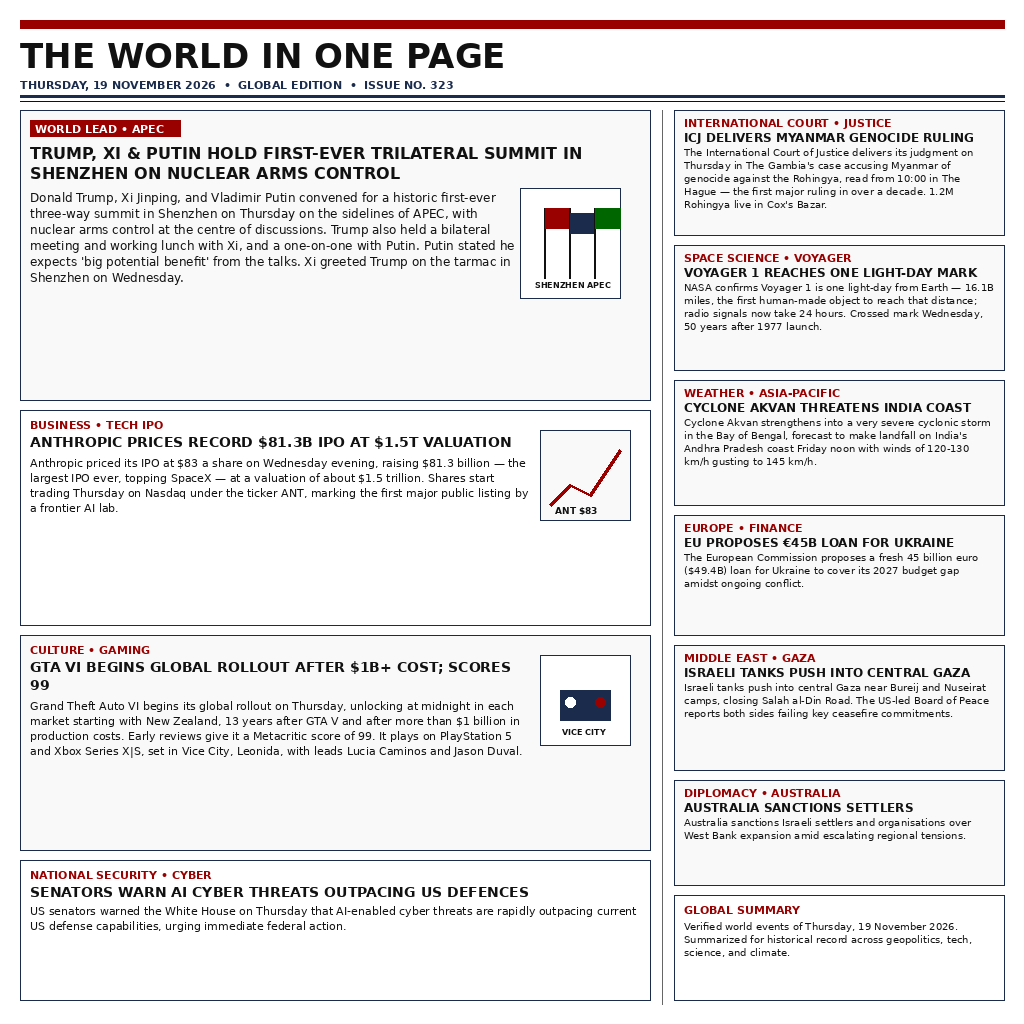 THE WORLD IN ONE PAGE
THURSDAY, 19 NOVEMBER 2026 • GLOBAL EDITION • ISSUE NO. 323
WORLD LEAD • APEC
TRUMP, XI & PUTIN HOLD FIRST-EVER TRILATERAL SUMMIT IN
SHENZHEN ON NUCLEAR ARMS CONTROL
Donald Trump, Xi Jinping, and Vladimir Putin convened for a historic first-ever
three-way summit in Shenzhen on Thursday on the sidelines of APEC, with
nuclear arms control at the centre of discussions. Trump also held a bilateral
meeting and working lunch with Xi, and a one-on-one with Putin. Putin stated he
expects 'big potential benefit' from the talks. Xi greeted Trump on the tarmac in
Shenzhen on Wednesday.
SHENZHEN APEC
BUSINESS • TECH IPO
ANTHROPIC PRICES RECORD $81.3B IPO AT $1.5T VALUATION
Anthropic priced its IPO at $83 a share on Wednesday evening, raising $81.3 billion — the
largest IPO ever, topping SpaceX — at a valuation of about $1.5 trillion. Shares start
trading Thursday on Nasdaq under the ticker ANT, marking the first major public listing by
a frontier AI lab.
ANT $83
CULTURE • GAMING
GTA VI BEGINS GLOBAL ROLLOUT AFTER $1B+ COST; SCORES
99
Grand Theft Auto VI begins its global rollout on Thursday, unlocking at midnight in each
market starting with New Zealand, 13 years after GTA V and after more than $1 billion in
production costs. Early reviews give it a Metacritic score of 99. It plays on PlayStation 5
and Xbox Series X|S, set in Vice City, Leonida, with leads Lucia Caminos and Jason Duval.
VICE CITY
NATIONAL SECURITY • CYBER
SENATORS WARN AI CYBER THREATS OUTPACING US DEFENCES
US senators warned the White House on Thursday that AI-enabled cyber threats are rapidly outpacing current
US defense capabilities, urging immediate federal action.
INTERNATIONAL COURT • JUSTICE
ICJ DELIVERS MYANMAR GENOCIDE RULING
The International Court of Justice delivers its judgment on
Thursday in The Gambia's case accusing Myanmar of
genocide against the Rohingya, read from 10:00 in The
Hague — the first major ruling in over a decade. 1.2M
Rohingya live in Cox's Bazar.
SPACE SCIENCE • VOYAGER
VOYAGER 1 REACHES ONE LIGHT-DAY MARK
NASA confirms Voyager 1 is one light-day from Earth — 16.1B
miles, the first human-made object to reach that distance;
radio signals now take 24 hours. Crossed mark Wednesday,
50 years after 1977 launch.
WEATHER • ASIA-PACIFIC
CYCLONE AKVAN THREATENS INDIA COAST
Cyclone Akvan strengthens into a very severe cyclonic storm
in the Bay of Bengal, forecast to make landfall on India's
Andhra Pradesh coast Friday noon with winds of 120-130
km/h gusting to 145 km/h.
EUROPE • FINANCE
EU PROPOSES €45B LOAN FOR UKRAINE
The European Commission proposes a fresh 45 billion euro
($49.4B) loan for Ukraine to cover its 2027 budget gap
amidst ongoing conflict.
MIDDLE EAST • GAZA
ISRAELI TANKS PUSH INTO CENTRAL GAZA
Israeli tanks push into central Gaza near Bureij and Nuseirat
camps, closing Salah al-Din Road. The US-led Board of Peace
reports both sides failing key ceasefire commitments.
DIPLOMACY • AUSTRALIA
AUSTRALIA SANCTIONS SETTLERS
Australia sanctions Israeli settlers and organisations over
West Bank expansion amid escalating regional tensions.
GLOBAL SUMMARY
Verified world events of Thursday, 19 November 2026.
Summarized for historical record across geopolitics, tech,
science, and climate.